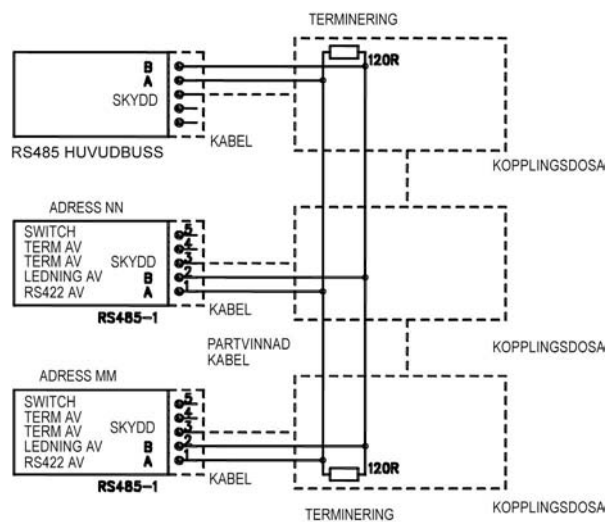 TERMINERING
120R
B
A
SKYDD
KABEL
RS485 HUVUDBUSS
KOPPLINGSDOSA
ADRESS NN
SWITCH
5
TERM AV
4
TERM AV
SKYDD
3
LEDNING AV
B
2
RS422 AV
A
1
KABEL
RS485-1
PARTVINNAD
KABEL
KOPPLINGSDOSA
ADRESS MM
SWITCH
5
TERM AV
4
TERM AV
SKYDD
3
LEDNING AV
B
2
RS422 AV
A
1
120R
KABEL
RS485-1
KOPPLINGSDOSA
TERMINERING